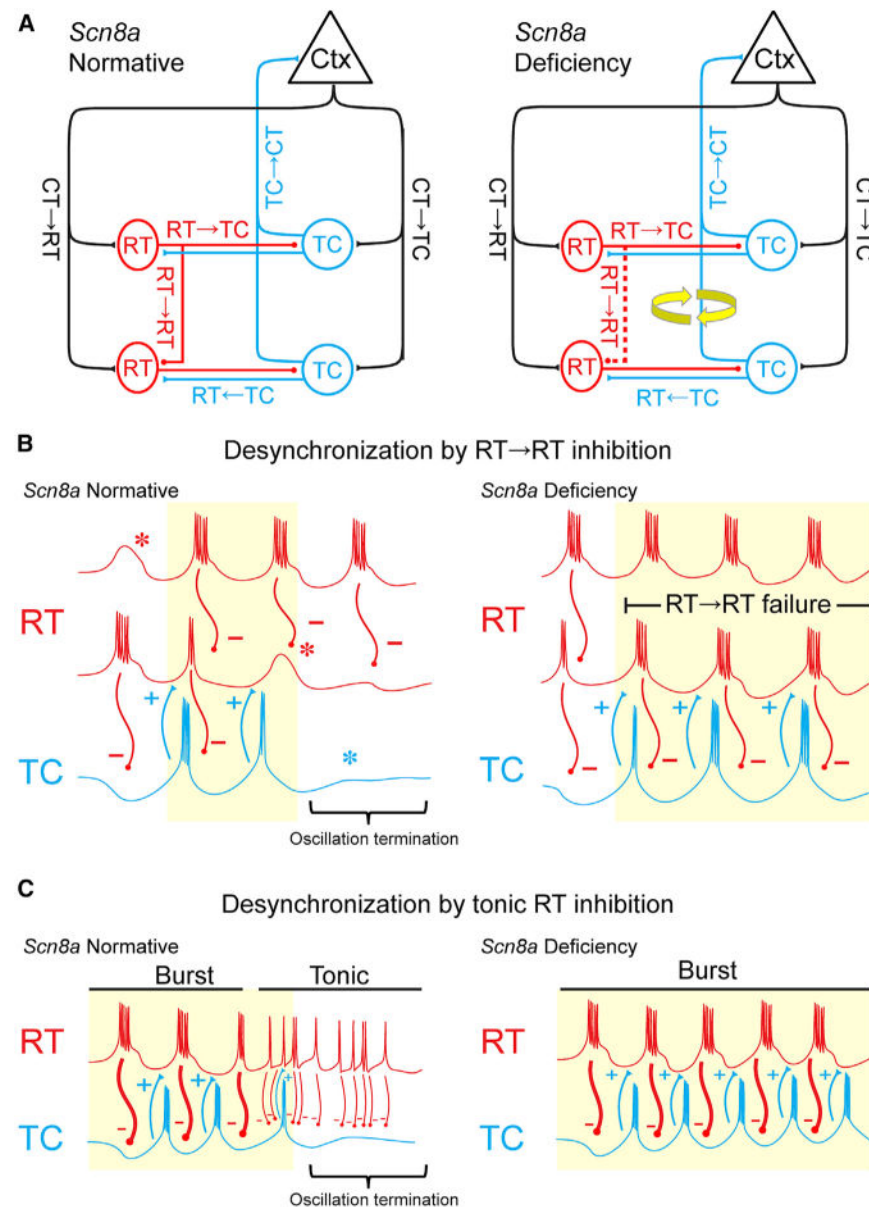 A
Scn8a
Normative
Ctx
CT→RT
TC→CT
CT→TC
RT
RT→TC
TC
RT→RT
RT
TC
RT←TC
Scn8a
Deficiency
Ctx
CT→RT
TC→CT
CT→TC
RT
RT→TC
TC
RT→RT
RT
TC
RT←TC
B
Desynchronization by RT→RT inhibition
Scn8a Normative
*
RT
− − −
*
+ +
− −
TC
*
Oscillation termination
Scn8a Deficiency
RT
RT→RT failure
−
+ + +
TC
− − − −
C
Desynchronization by tonic RT inhibition
Scn8a Normative
Burst Tonic
RT
+ + +
TC
- - -
Oscillation termination
Scn8a Deficiency
Burst
RT
+ + + + +
TC
- - - - -